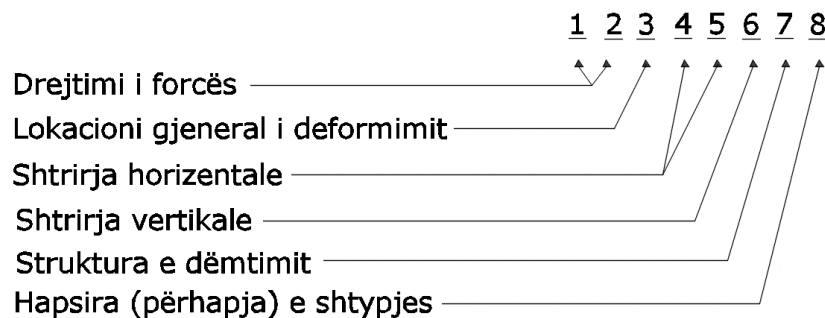 1 2 3 4 5 6 7 8
Drejtimi i forcës
Lokacioni gjeneral i deformimit
Shtrirja horizentale
Shtrirja vertikale
Struktura e dëmtimit
Hapsira (përhapja) e shtypjes